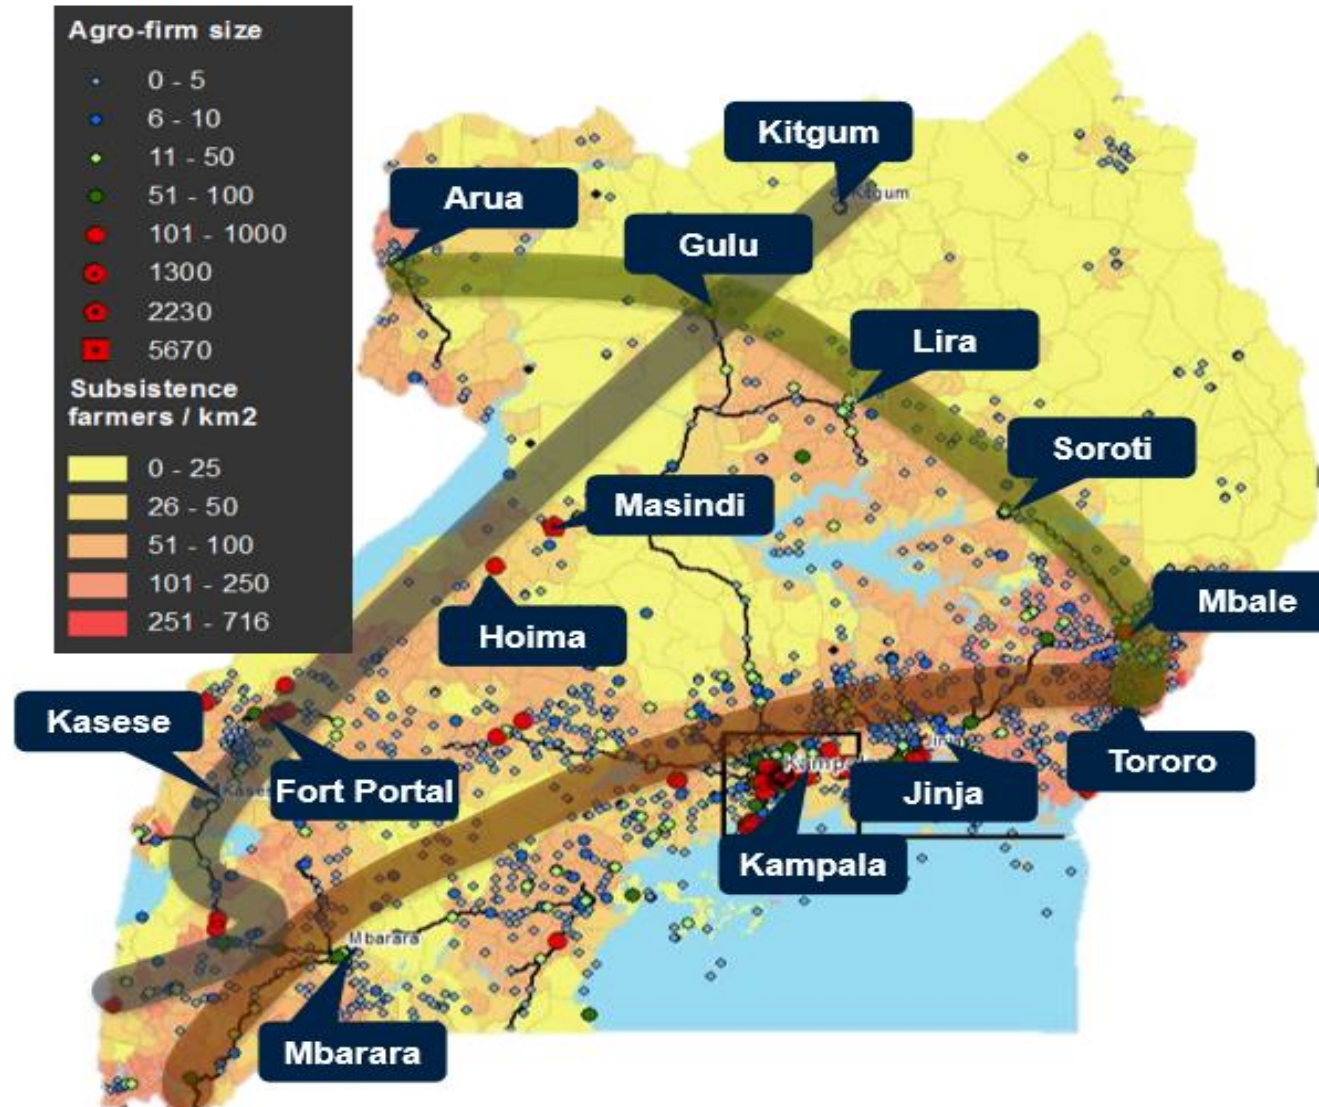 Agro-firm size
0 - 5
6 - 10
11 - 50
51 - 100
101 - 1000
1300
2230
5670
Subsistence
farmers / km2
0 - 25
26 - 50
51 - 100
101 - 250
251 - 716
Kitgum
Arua
Gulu
Lira
Soroti
Masindi
Mbale
Hoima
Kasese
Fort Portal
Tororo
Jinja
Kampala
Mbarara
Mbarara